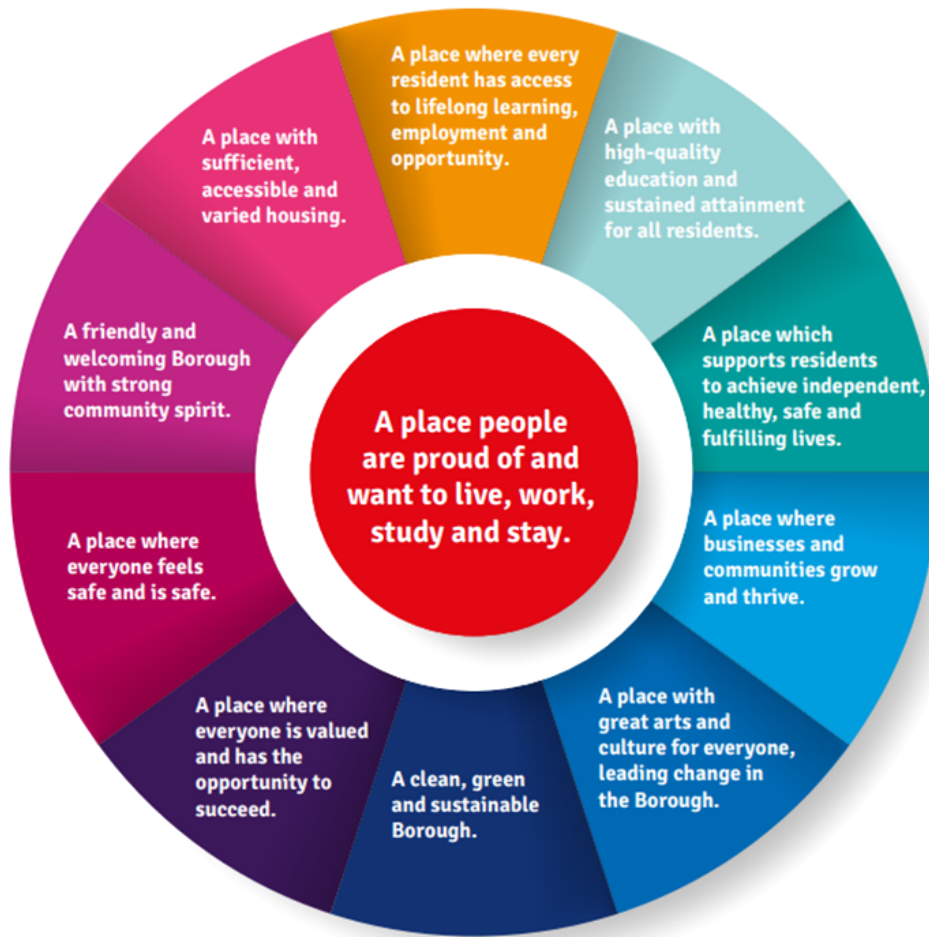 A place where every
resident has access
to lifelong learning,
employment and
opportunity.
A place with
high-quality
education and
sustained attainment
for all residents.
A place which
supports residents
to achieve independent,
healthy, safe and
fulfilling lives.
A place where
businesses and
communities grow
and thrive.
A place with
great arts and
culture for everyone,
leading change in
the Borough.
A clean, green
and sustainable
Borough.
A place where
everyone is valued
and has the
opportunity to
succeed.
A place where
everyone feels
safe and is safe.
A friendly and
welcoming Borough
with strong
community spirit.
A place with
sufficient,
accessible and
varied housing.
A place people
are proud of and
want to live, work,
study and stay.